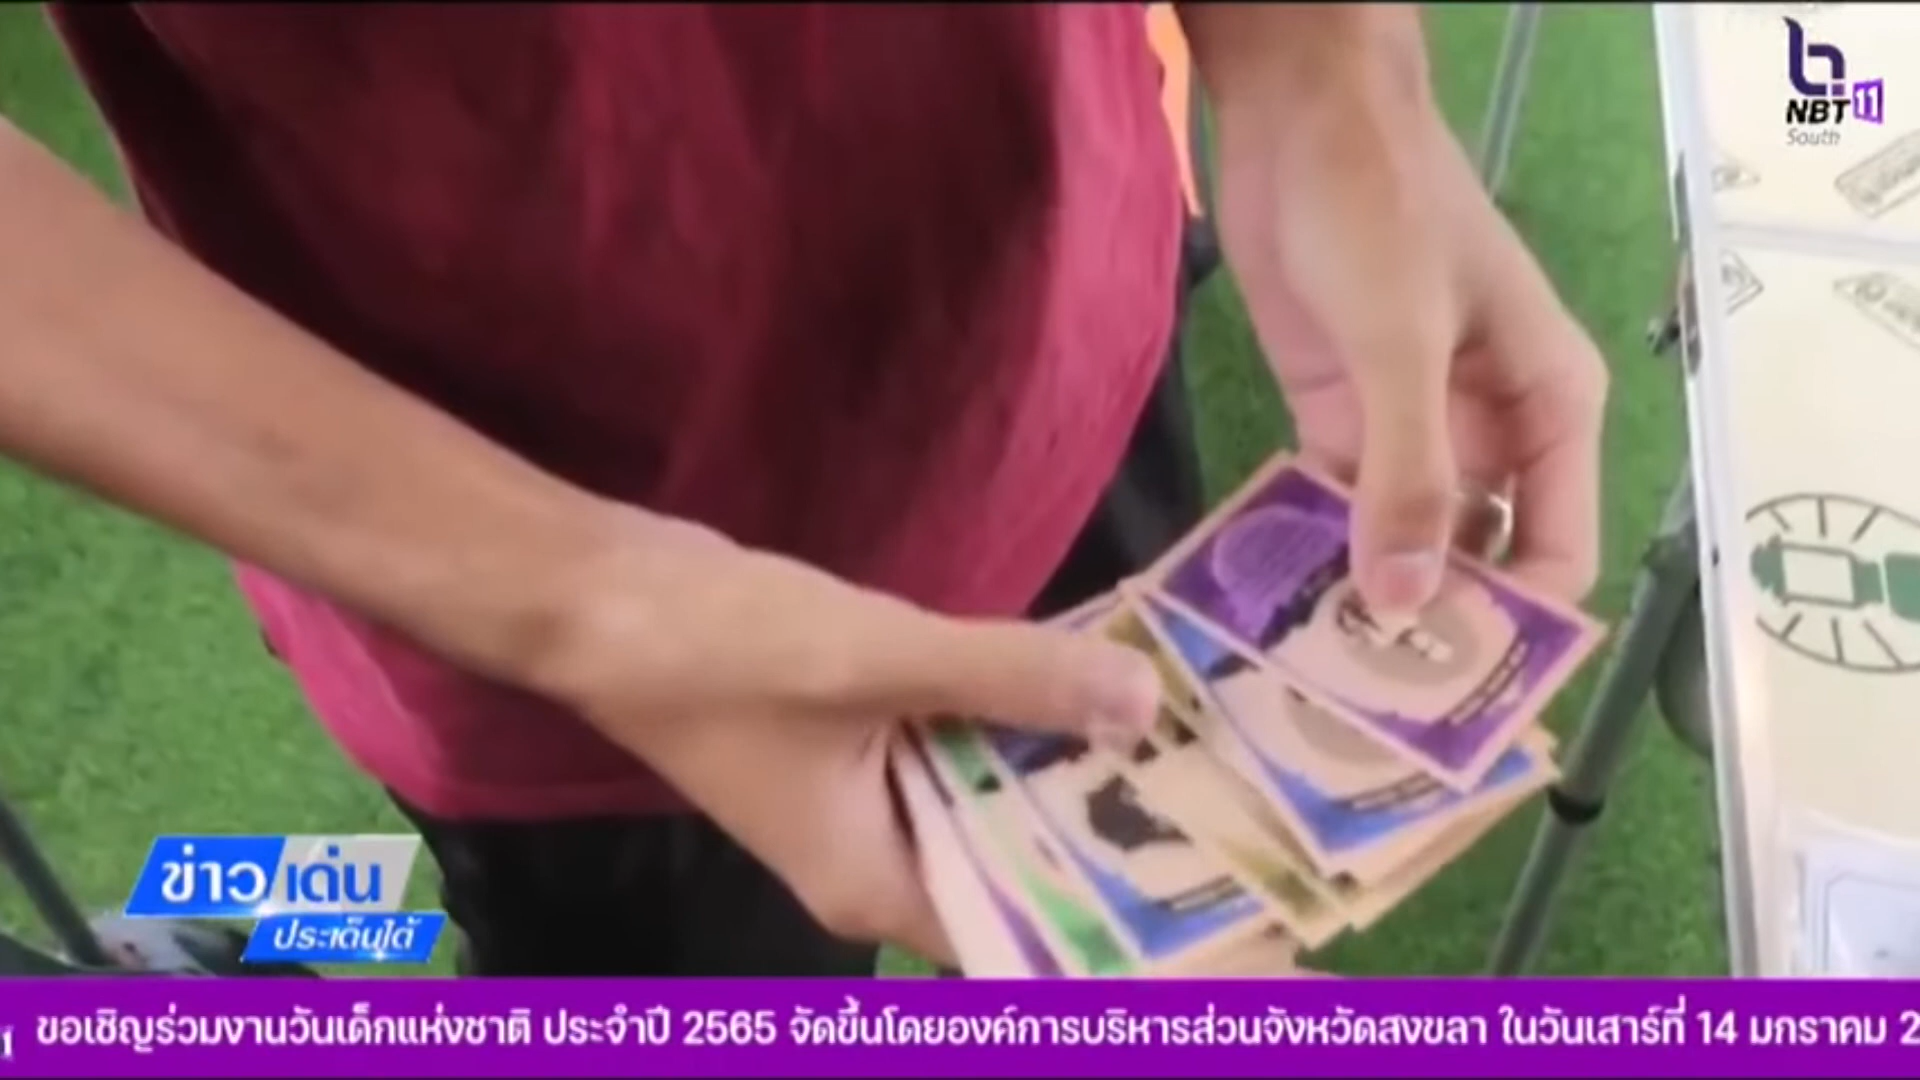 NBT 11
South
ข่าวเด่น
ประเด็นใต้
ขอเชิญร่วมงานวันเด็กแห่งชาติ ประจำปี 2565 จัดขึ้นโดยองค์การบริหารส่วนจังหวัดสงขลา ในวันเสาร์ที่ 14 มกราคม 2